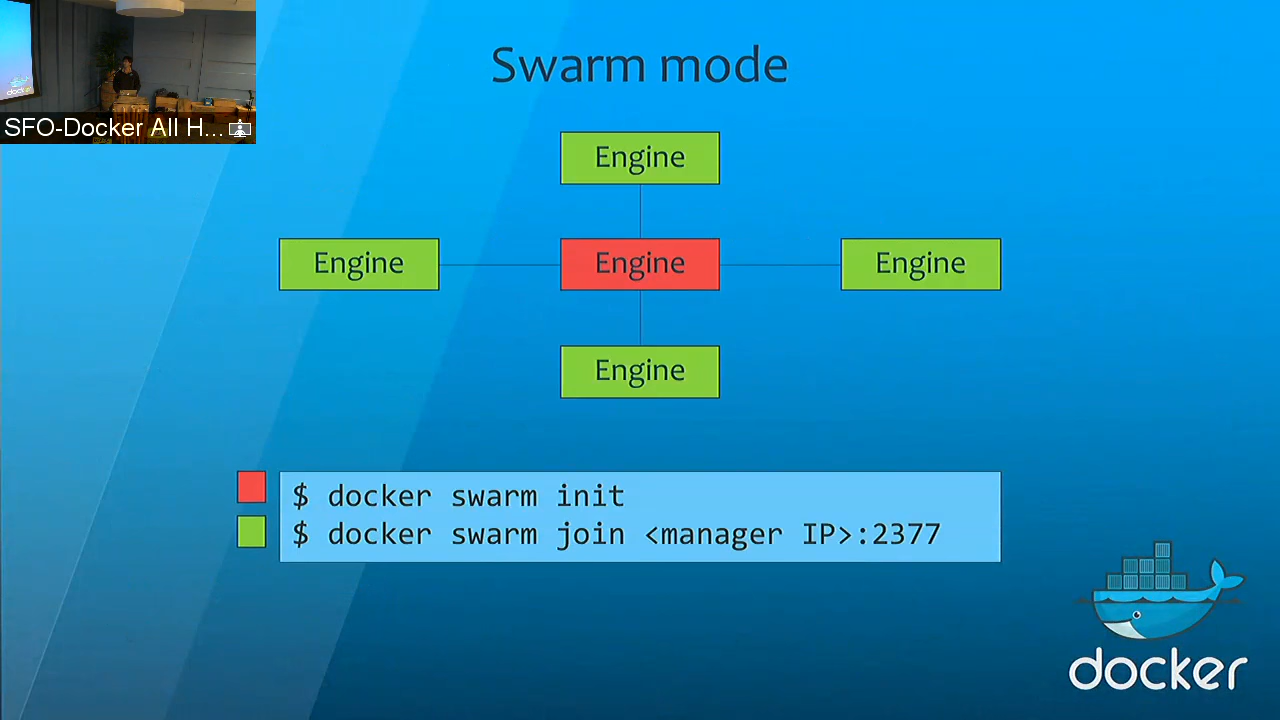 Swarm mode
SFO-Docker All H...
Engine
Engine
Engine
Engine
Engine
$ docker swarm init
$ docker swarm join <manager IP>:2377
docker